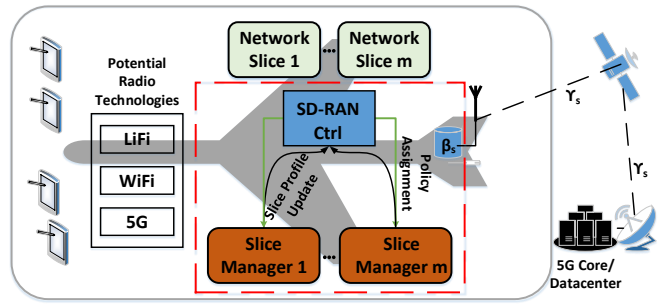 Network
Slice 1
...
Network
Slice m
Potential
Radio
Technologies
LiFi
WiFi
5G
SD-RAN
Ctrl
Slice Profile
Update
Policy
Assignment
βs
ϒs
ϒs
Slice
Manager 1
...
Slice
Manager m
5G Core/
Datacenter